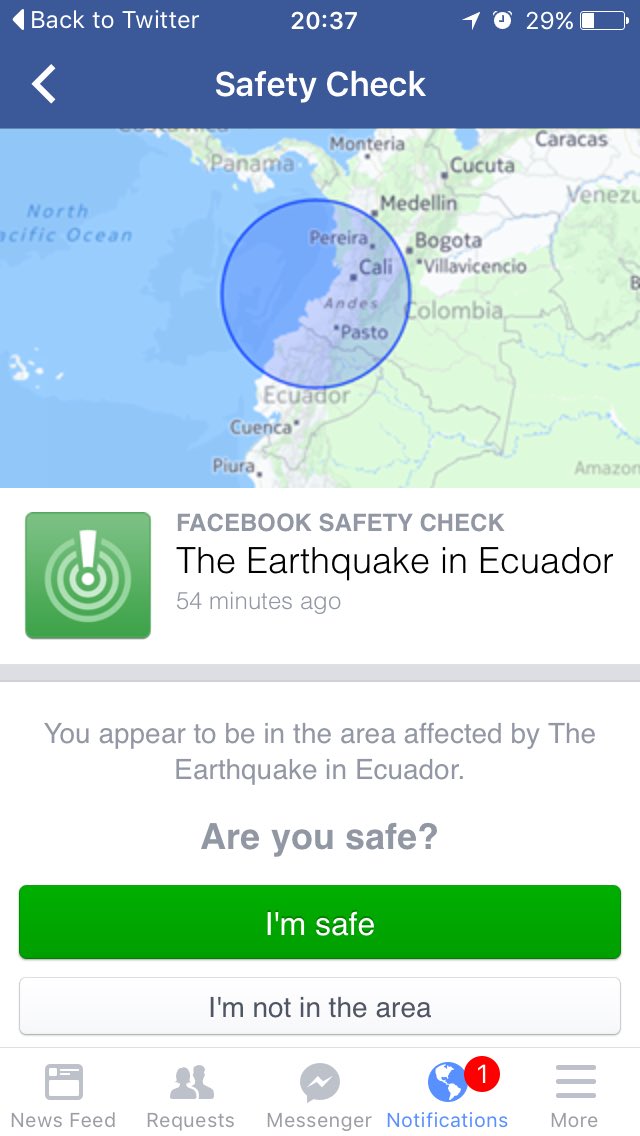 Back to Twitter 20:37 29%
Safety Check
Costa Rica
Panama
Monteria
Caracas
Cucuta
Venezu
North
acific Ocean
Medellin
Pereira
Bogota
Cali
Villavicencio
Andes
Colombia
Pasto
Ecuador
Cuenca
Piura
Amazon
FACEBOOK SAFETY CHECK
The Earthquake in Ecuador
54 minutes ago
You appear to be in the area affected by The
Earthquake in Ecuador.
Are you safe?
I'm safe
I'm not in the area
1
News Feed Requests Messenger Notifications More